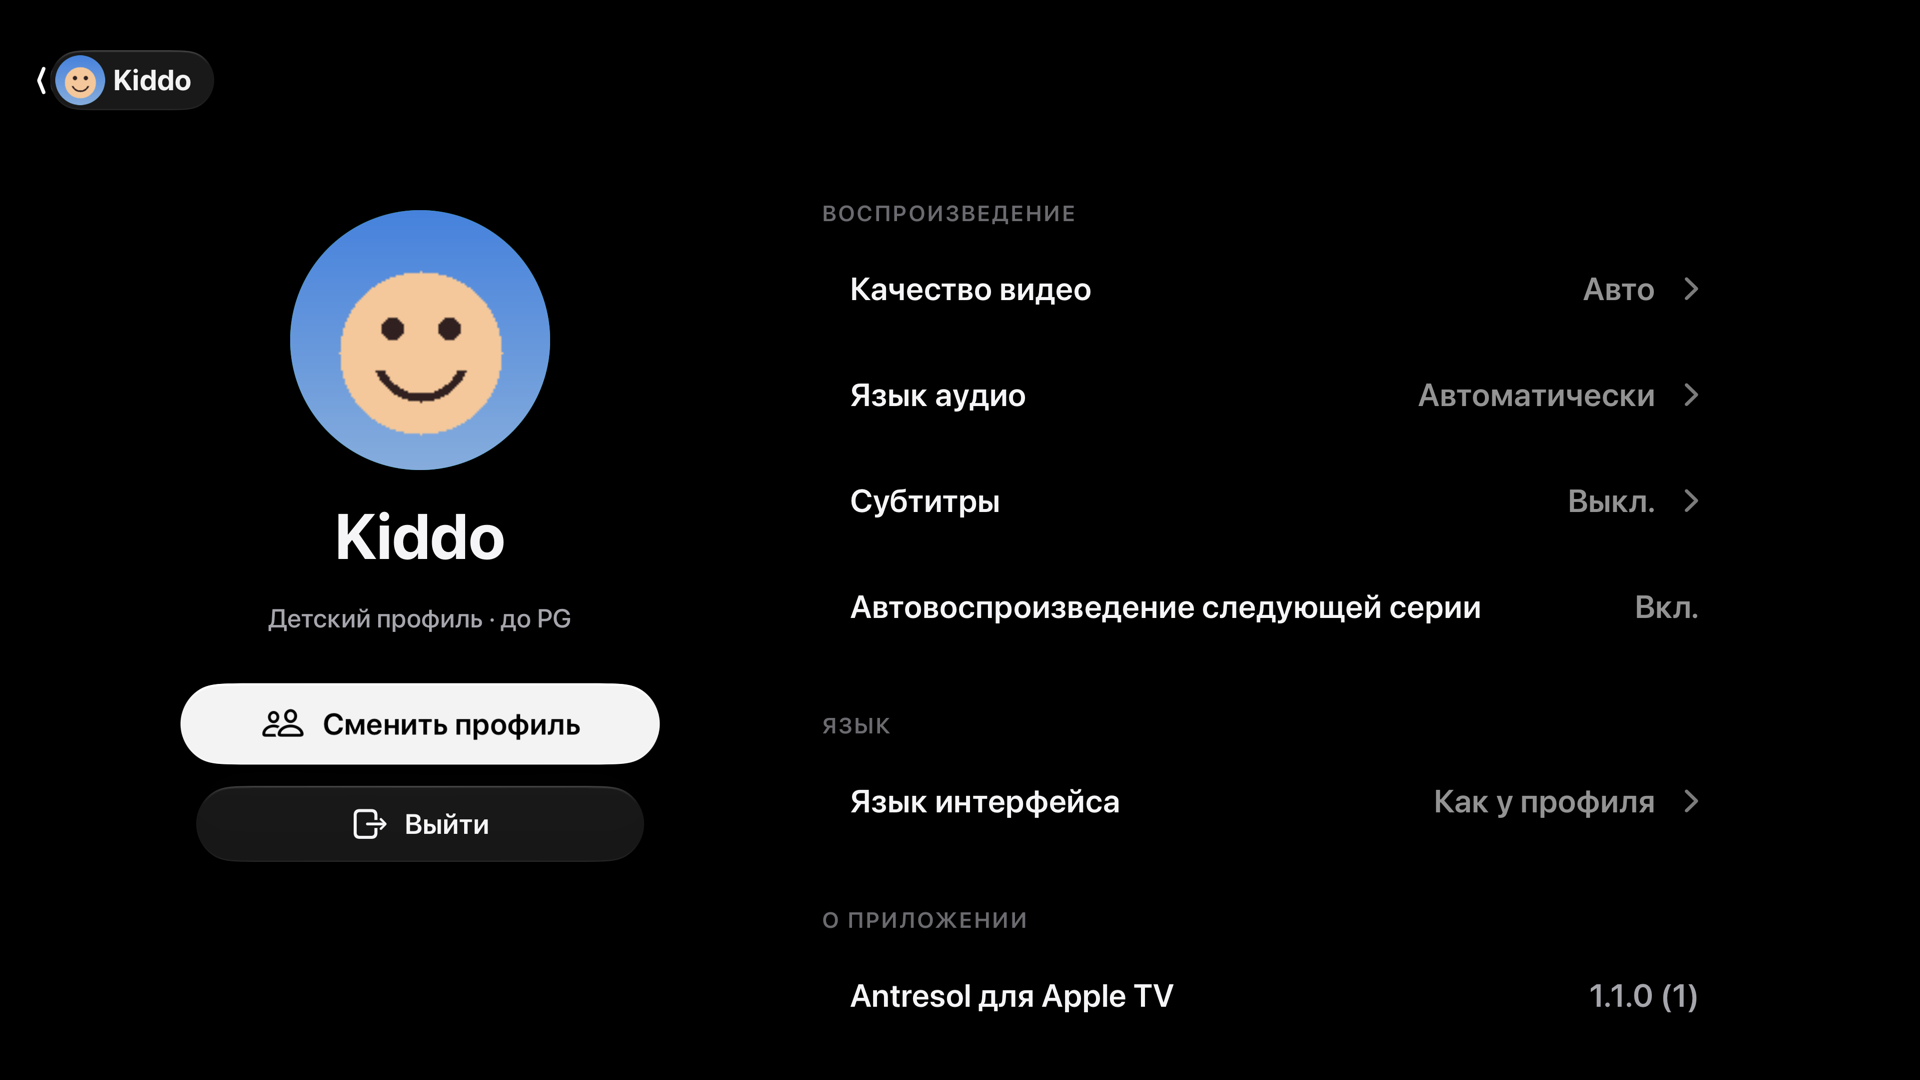 Kiddo
Kiddo
Детский профиль · до PG
Сменить профиль
Выйти
ВОСПРОИЗВЕДЕНИЕ
Качество видео Авто
Язык аудио Автоматически
Субтитры Выкл.
Автовоспроизведение следующей серии Вкл.
ЯЗЫК
Язык интерфейса Как у профиля
О ПРИЛОЖЕНИИ
Antresol для Apple TV 1.1.0 (1)